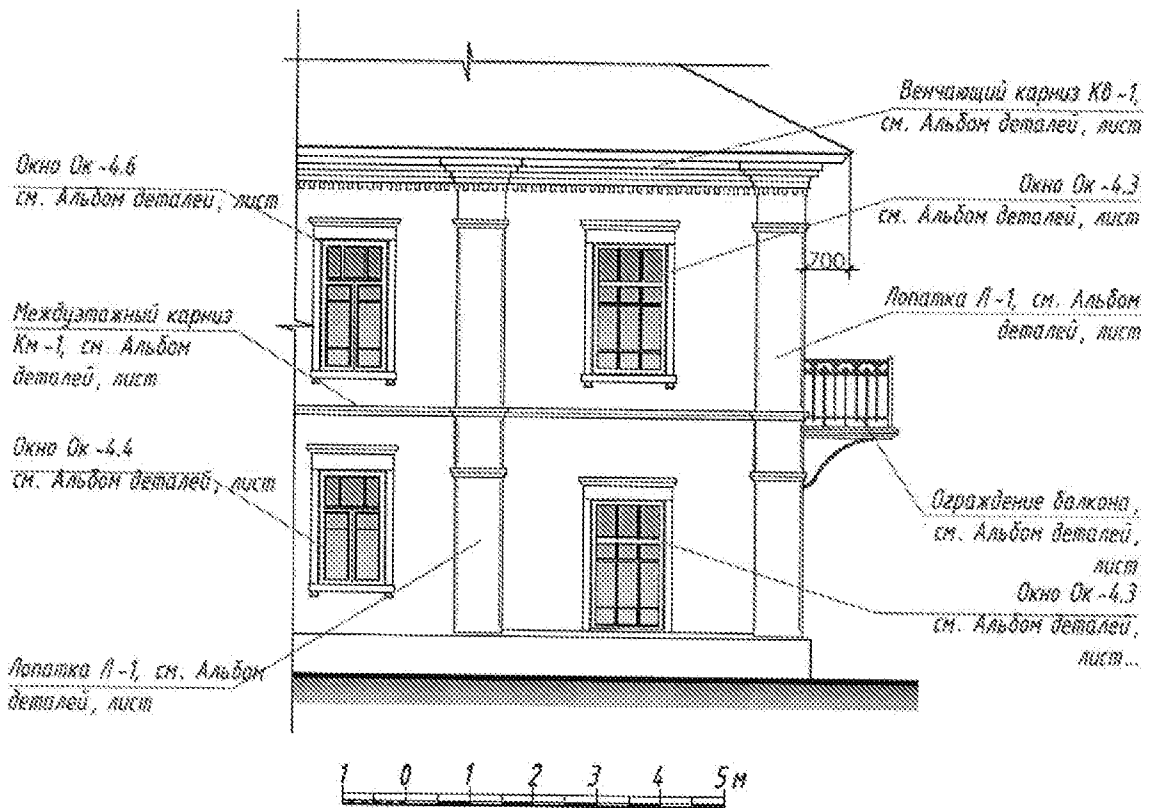 Венчающий карниз Кв-1,
см. Альбом деталей, лист
Окно Ок-4.6
см. Альбом деталей, лист
Окно Ок-4.3
см. Альбом деталей, лист
700
Междуэтажный карниз
Км-1, см. Альбом
деталей, лист
Лопатка Л-1, см. Альбом
деталей, лист
Окно Ок-4.4
см. Альбом деталей, лист
Ограждение балкона,
см. Альбом деталей,
лист
Окно Ок-4.3
см. Альбом деталей,
лист...
Лопатка Л-1, см. Альбом
деталей, лист
1 0 1 2 3 4 5 м